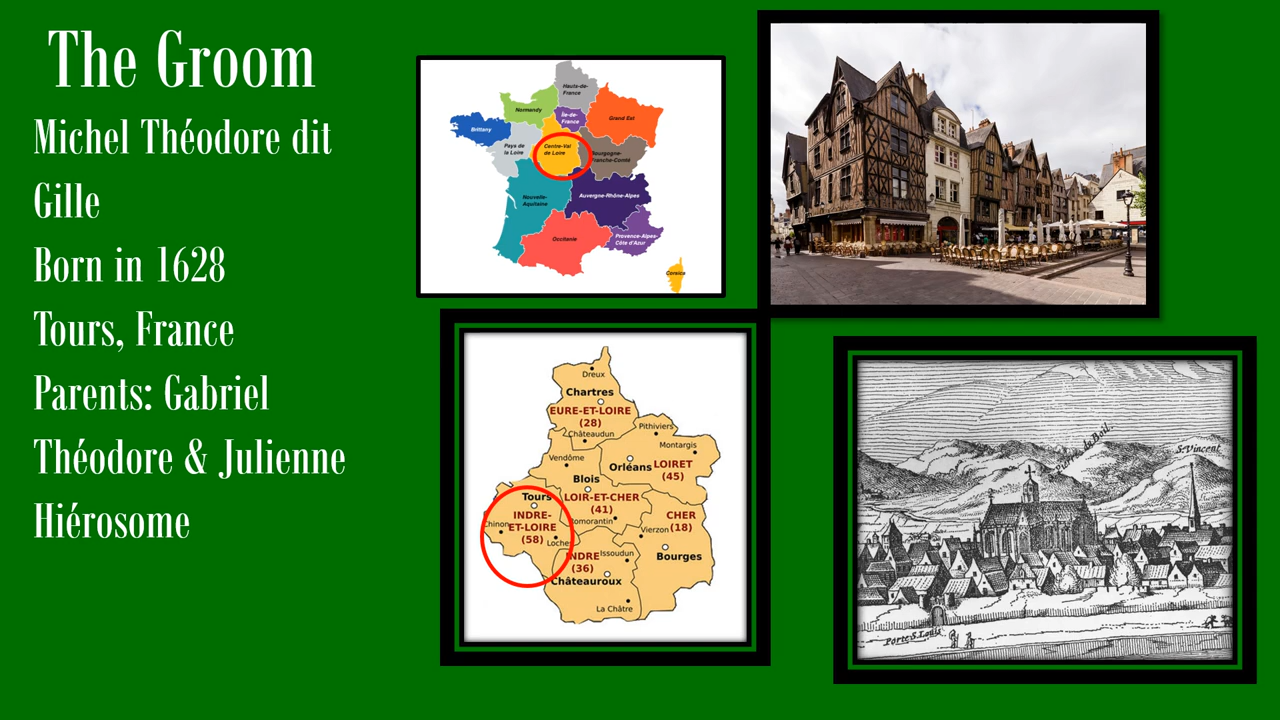 The Groom
Michel Théodore dit
Gille
Born in 1628
Tours, France
Parents: Gabriel
Théodore & Julienne
Hiérosome
Hauts-de-
France
Normandy
Île-de-
France
Grand Est
Brittany
Pays de
la Loire
Centre-Val
de Loire
Bourgogne-
Franche-Comté
Nouvelle-
Aquitaine
Auvergne-Rhône-Alpes
Occitanie
Provence-Alpes-
Côte d'Azur
Corsica
Dreux
Chartres
EURE-ET-LOIRE
(28)
Châteaudun
Pithiviers
Montargis
Vendôme
Orléans
LOIRET
(45)
Blois
Tours
LOIR-ET-CHER
(41)
INDRE-
ET-LOIRE
(58)
Chinon
Loches
Romorantin
Vierzon
CHER
(18)
Bourges
INDRE
(36)
Issoudun
Châteauroux
La Châtre
S. Vincent
Porte S. Louis